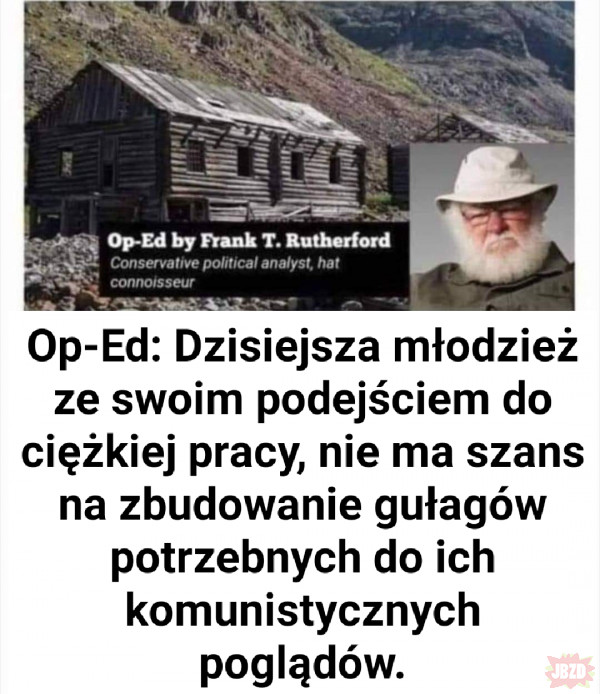 Op-Ed by Frank T. Rutherford
Conservative political analyst, hat
connoisseur
Op-Ed: Dzisiejsza młodzież
ze swoim podejściem do
ciężkiej pracy, nie ma szans
na zbudowanie gułagów
potrzebnych do ich
komunistycznych
poglądów.
JBZD